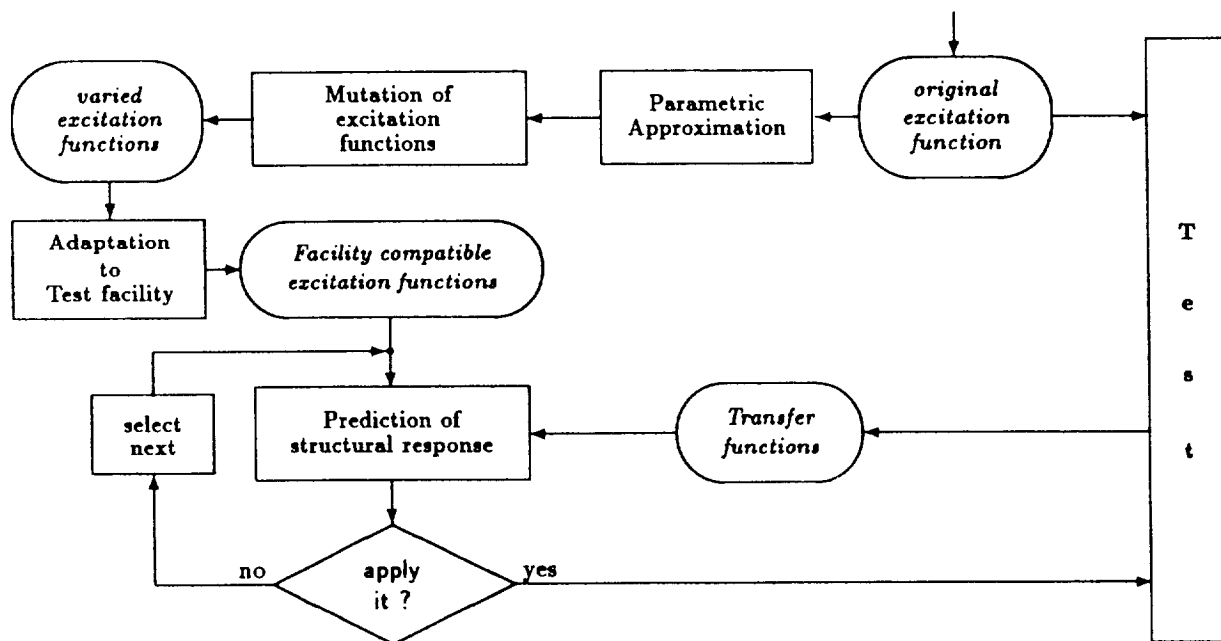 varied
excitation
functions
Mutation of
excitation
functions
Parametric
Approximation
original
excitation
function
Adaptation
to
Test facility
Facility compatible
excitation functions
select
next
Prediction of
structural response
Transfer
functions
T
e
s
t
no
apply
it ?
yes